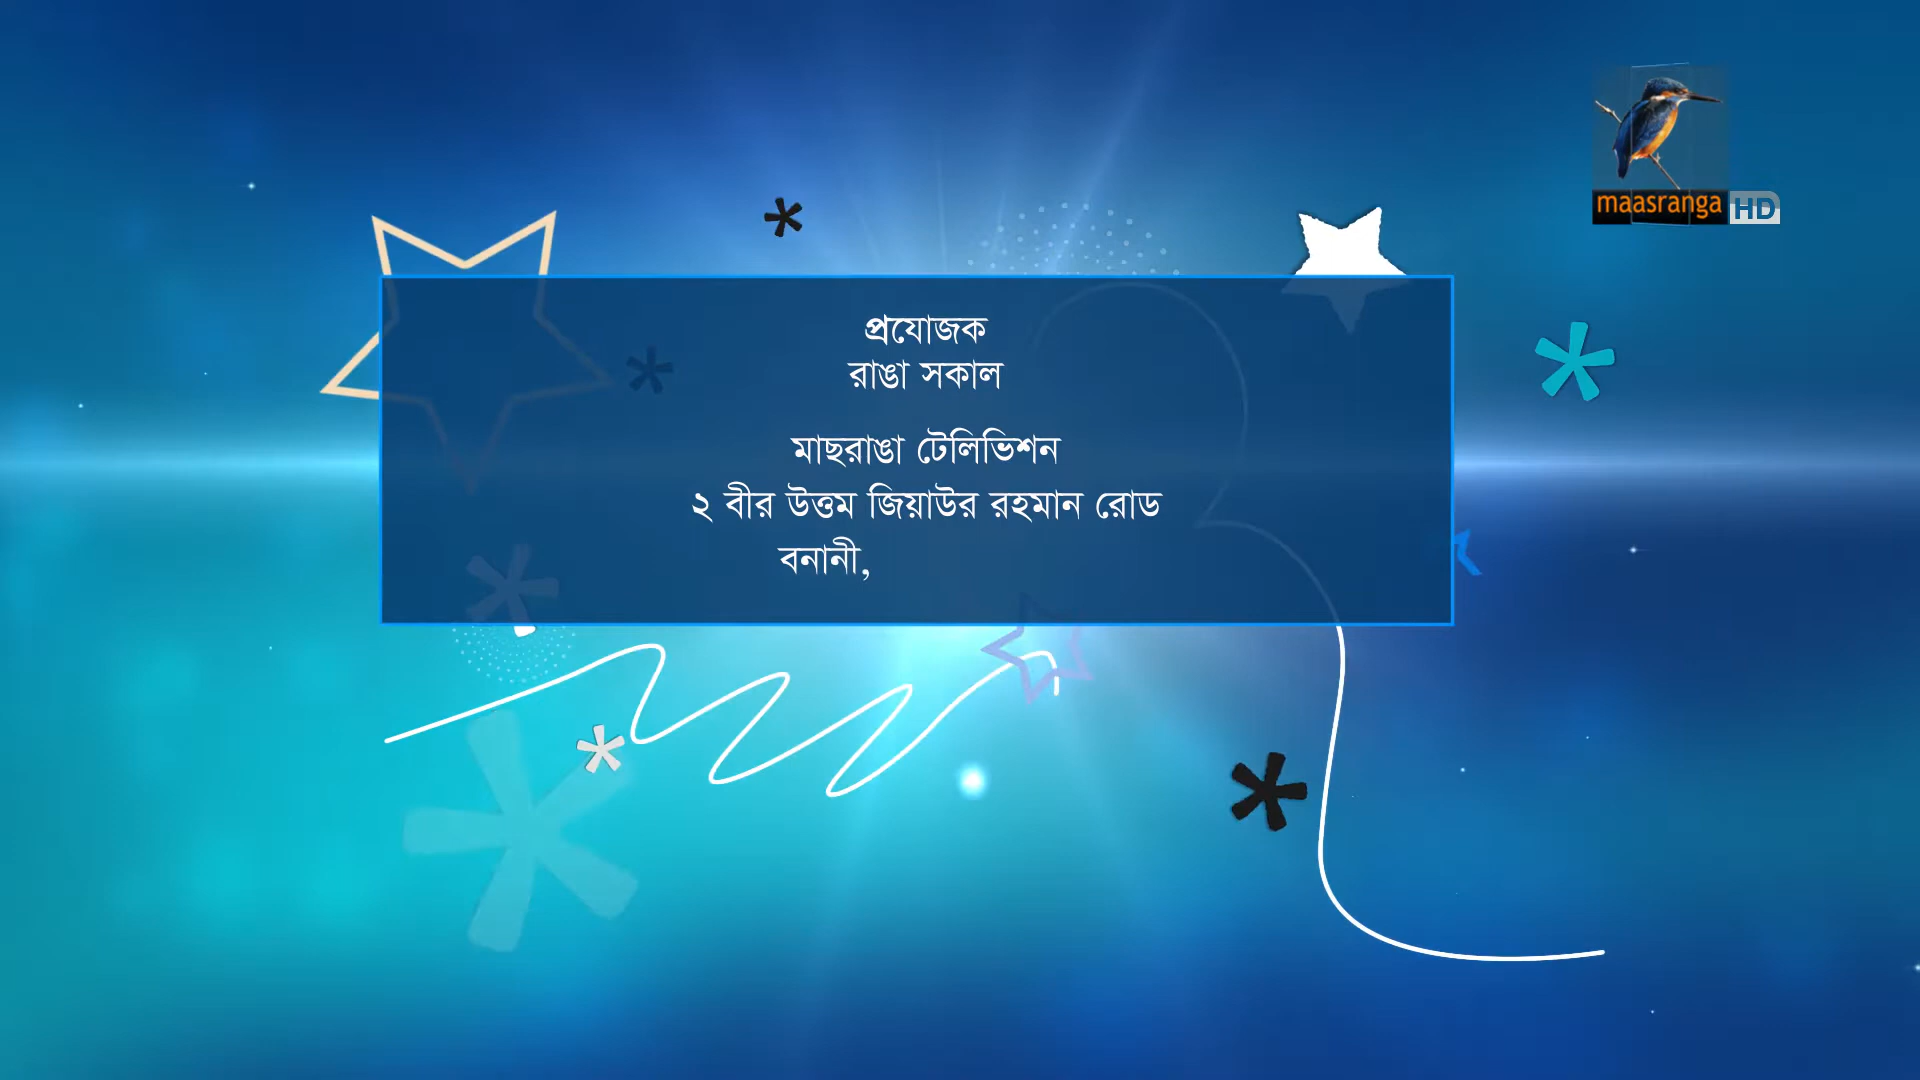 maasranga HD
প্রযোজক
রাঙা সকাল
মাছরাঙা টেলিভিশন
২ বীর উত্তম জিয়াউর রহমান রোড
বনানী,